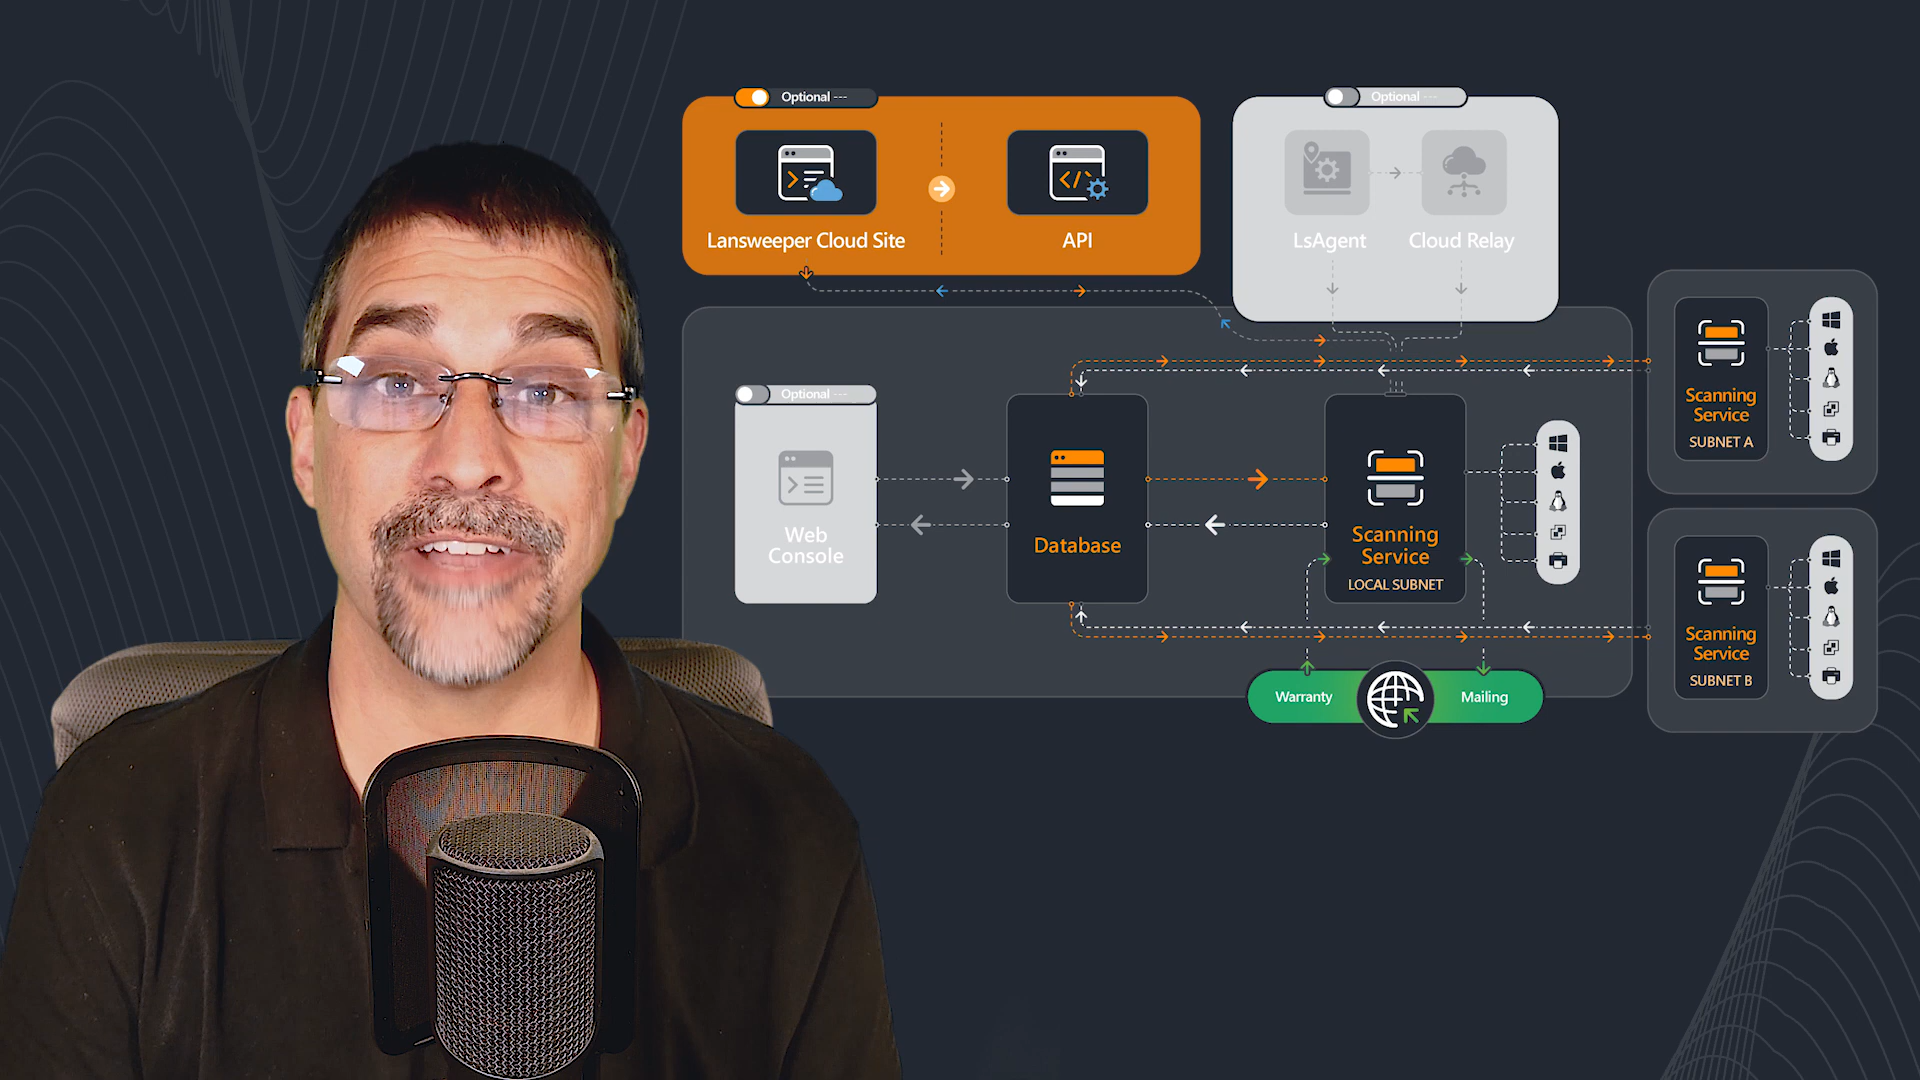 Optional ---
Lansweeper Cloud Site
API
Optional ---
LsAgent
Cloud Relay
Optional ---
Web
Console
Database
Scanning
Service
LOCAL SUBNET
Scanning
Service
SUBNET A
Scanning
Service
SUBNET B
Warranty
Mailing